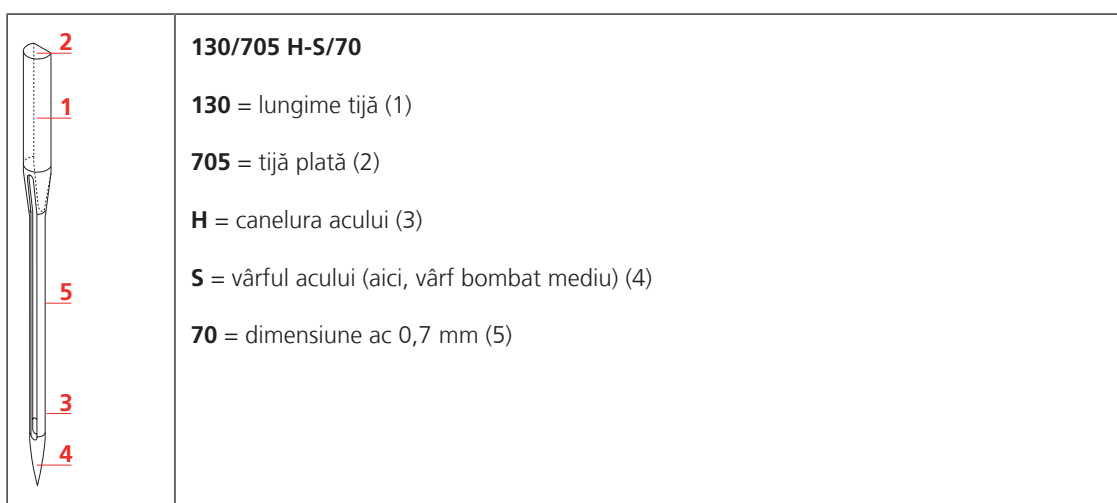 2
1
5
3
4
130/705 H-S/70
130 = lungime tijă (1)
705 = tijă plată (2)
H = canelura acului (3)
S = vârful acului (aici, vârf bombat mediu) (4)
70 = dimensiune ac 0,7 mm (5)